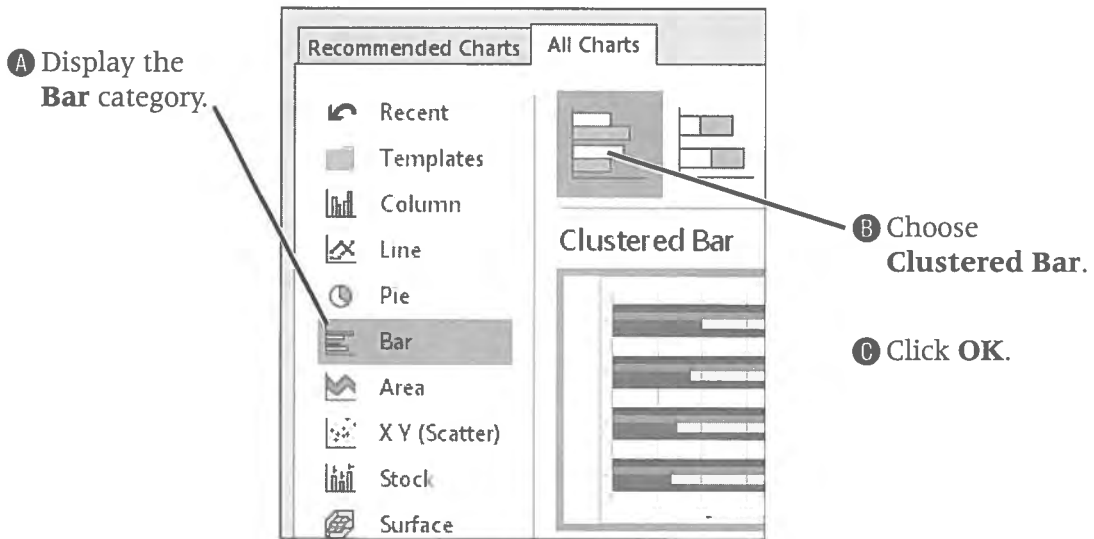 A Display the
Bar category.
Recommended Charts
All Charts
Recent
Templates
Column
Line
Pie
Bar
Area
X Y (Scatter)
Stock
Surface
Clustered Bar
B Choose
Clustered Bar.
C Click OK.